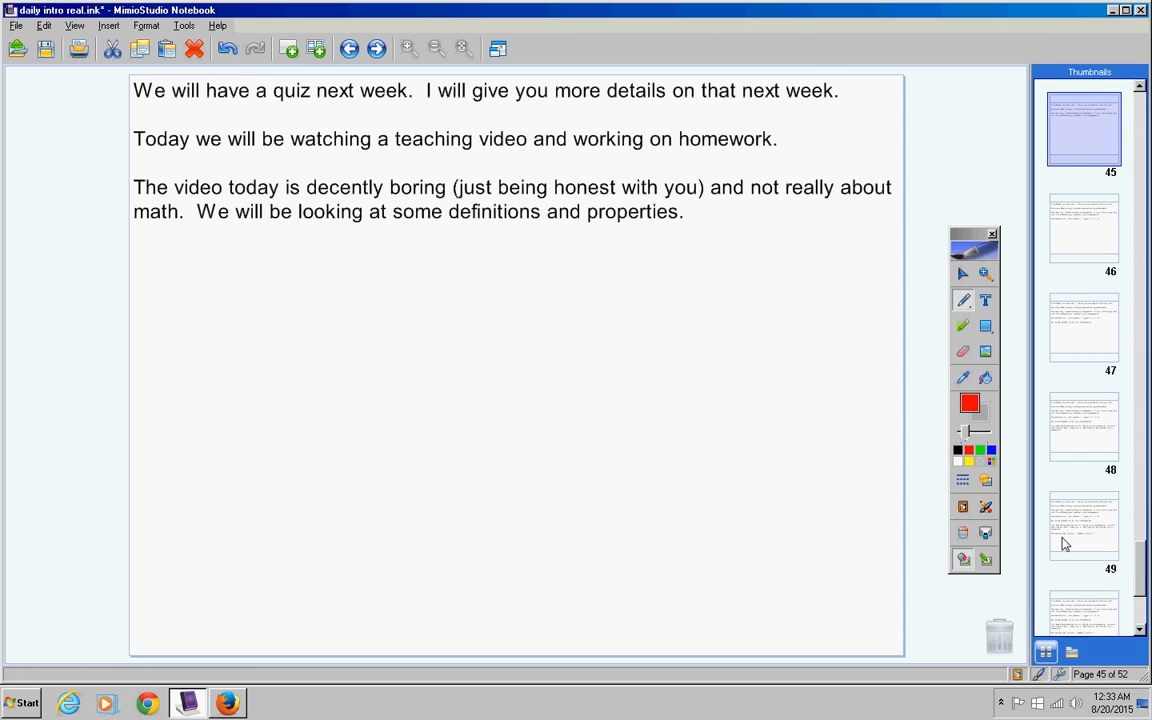 daily intro real.ink* - MimioStudio Notebook
File Edit View Insert Format Tools Help
We will have a quiz next week. I will give you more details on that next week.
Today we will be watching a teaching video and working on homework.
The video today is decently boring (just being honest with you) and not really about
math. We will be looking at some definitions and properties.
Thumbnails
45
46
47
48
49
Page 45 of 52
Start
12:33 AM
8/20/2015